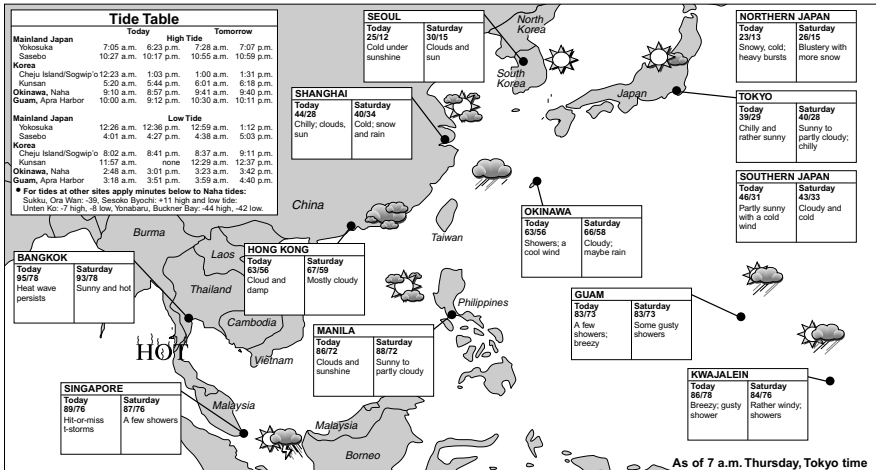 Tide Table
Today Tomorrow
Mainland Japan High Tide
Yokosuka 7:05 a.m. 6:23 p.m. 7:28 a.m. 7:07 p.m.
Sasebo 10:27 a.m. 10:17 p.m. 10:55 a.m. 10:59 p.m.
Korea
Cheju Island/Sogwip'o 12:23 a.m. 1:03 p.m. 1:00 a.m. 1:31 p.m.
Kunsan 5:20 a.m. 5:44 p.m. 6:01 a.m. 6:18 p.m.
Okinawa, Naha 9:10 a.m. 8:57 p.m. 9:41 a.m. 9:40 p.m.
Guam, Apra Harbor 10:00 a.m. 9:12 p.m. 10:30 a.m. 10:11 p.m.
Mainland Japan Low Tide
Yokosuka 12:26 a.m. 12:36 p.m. 12:59 a.m. 1:12 p.m.
Sasebo 4:01 a.m. 4:27 p.m. 4:38 a.m. 5:03 p.m.
Korea
Cheju Island/Sogwip'o 8:02 a.m. 8:41 p.m. 8:37 a.m. 9:11 p.m.
Kunsan 11:57 a.m. none 12:29 a.m. 12:37 p.m.
Okinawa, Naha 2:48 a.m. 3:01 p.m. 3:23 a.m. 3:42 p.m.
Guam, Apra Harbor 3:18 a.m. 3:51 p.m. 3:59 a.m. 4:40 p.m.
• For tides at other sites apply minutes below to Naha tides:
Sukku, Ora Wan: -39, Sesoko Byochi: +11 high and low tide:
Unten Ko: -7 high, -8 low, Yonabaru, Buckner Bay: -44 high, -42 low.
SEOUL
Today Saturday
25/12 30/15
Cold under Clouds and
sunshine sun
North
Korea
South
Korea
Japan
NORTHERN JAPAN
Today Saturday
23/13 26/15
Snowy, cold; Blustery with
heavy bursts more snow
SHANGHAI
Today Saturday
44/28 40/34
Chilly; clouds, Cold; snow
sun and rain
TOKYO
Today Saturday
39/29 40/28
Chilly and Sunny to
rather sunny partly cloudy;
chilly
SOUTHERN JAPAN
Today Saturday
46/31 43/33
Partly sunny Cloudy and
with a cold cold
wind
China
Taiwan
OKINAWA
Today Saturday
63/56 66/58
Showers; a Cloudy;
cool wind maybe rain
Burma
Laos
Thailand
Cambodia
Vietnam
BANGKOK
Today Saturday
95/78 93/78
Heat wave Sunny and hot
persists
HONG KONG
Today Saturday
63/56 67/59
Cloud and Mostly cloudy
damp
Philippines
GUAM
Today Saturday
83/73 83/73
A few Some gusty
showers; showers
breezy
HOT
MANILA
Today Saturday
86/72 88/72
Clouds and Sunny to
sunshine partly cloudy
KWAJALEIN
Today Saturday
86/78 84/76
Breezy; gusty Rather windy;
shower showers
SINGAPORE
Today Saturday
89/76 87/76
Hit-or-miss A few showers
t-storms
Malaysia
Malaysia
Borneo
As of 7 a.m. Thursday, Tokyo time